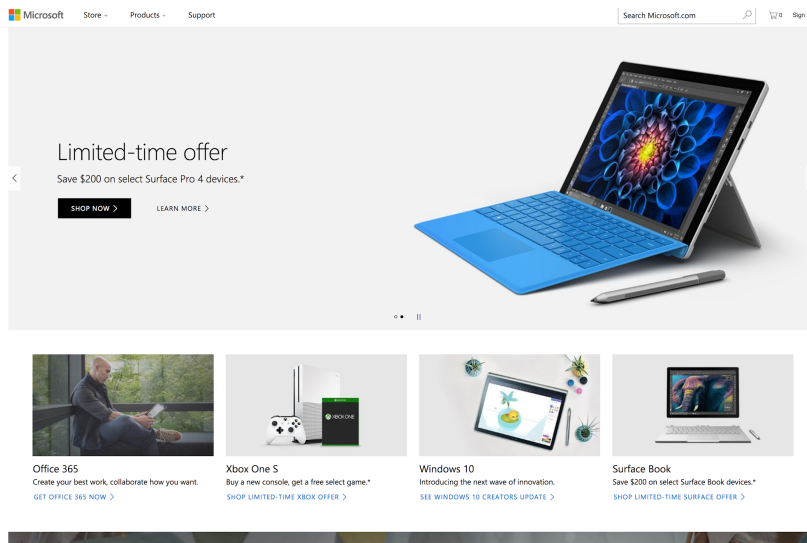 Microsoft
Store
Products
Support
Search Microsoft.com
0
Sign
Limited-time offer
Save $200 on select Surface Pro 4 devices.*
SHOP NOW
LEARN MORE
XBOX ONE
Office 365
Create your best work, collaborate how you want.
GET OFFICE 365 NOW
Xbox One S
Buy a new console, get a free select game.*
SHOP LIMITED-TIME XBOX OFFER
Windows 10
Introducing the next wave of innovation.
SEE WINDOWS 10 CREATORS UPDATE
Surface Book
Save $200 on select Surface Book devices.*
SHOP LIMITED-TIME SURFACE OFFER